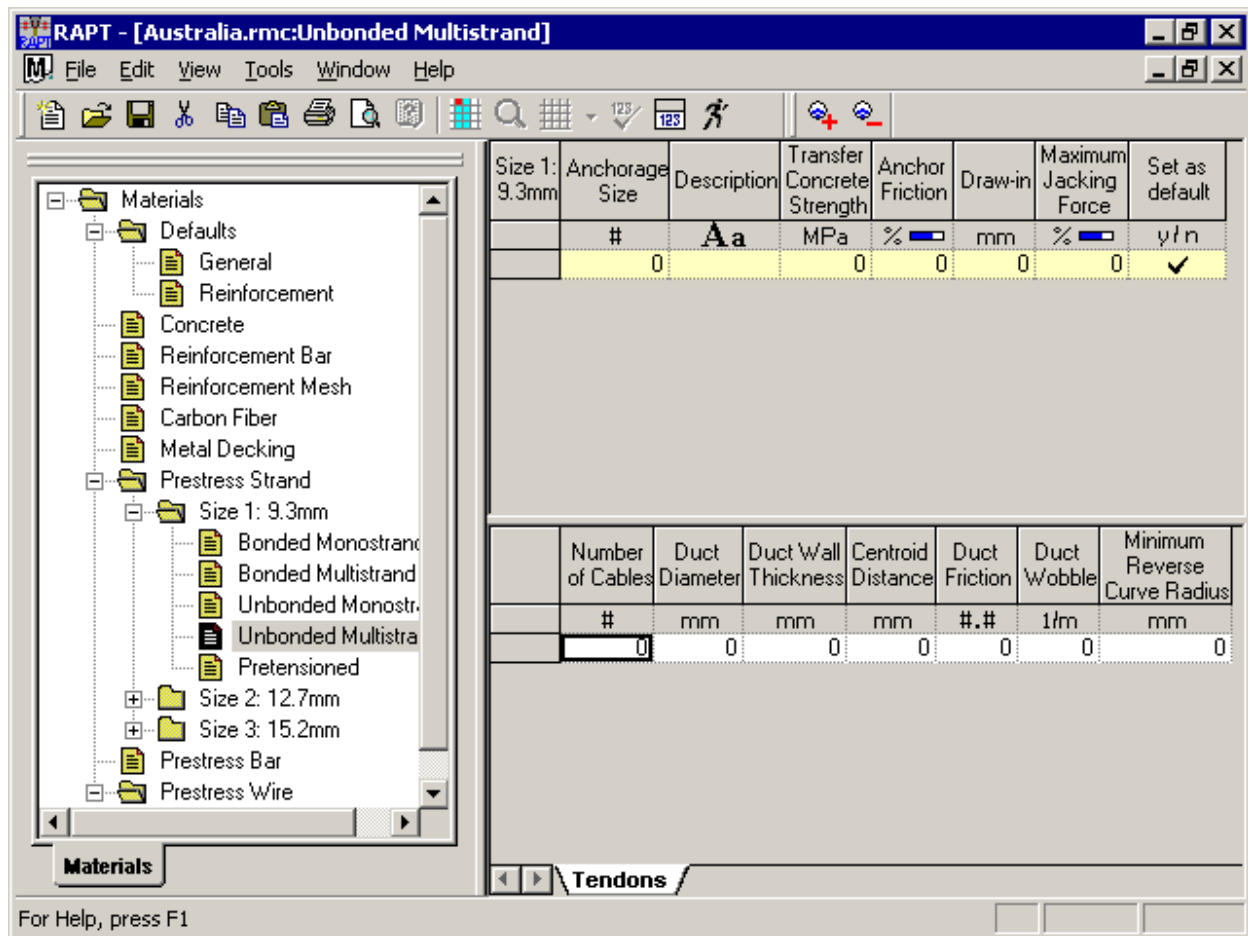 RAPT - [Australia.rmc:Unbonded Multistrand]
File Edit View Tools Window Help
Materials
Defaults
General
Reinforcement
Concrete
Reinforcement Bar
Reinforcement Mesh
Carbon Fiber
Metal Decking
Prestress Strand
Size 1: 9.3mm
Bonded Monostrand
Bonded Multistrand
Unbonded Monostr
Unbonded Multistra
Pretensioned
Size 2: 12.7mm
Size 3: 15.2mm
Prestress Bar
Prestress Wire
Materials
Size 1: 9.3mm Anchorage Size Description Transfer Concrete Strength Anchor Friction Draw-in Maximum Jacking Force Set as default
# Aa MPa % mm % y/n
0 0 0 0 0
Number of Cables Duct Diameter Duct Wall Thickness Centroid Distance Duct Friction Duct Wobble Minimum Reverse Curve Radius
# mm mm mm #.# 1/m mm
0 0 0 0 0 0 0
Tendons
For Help, press F1